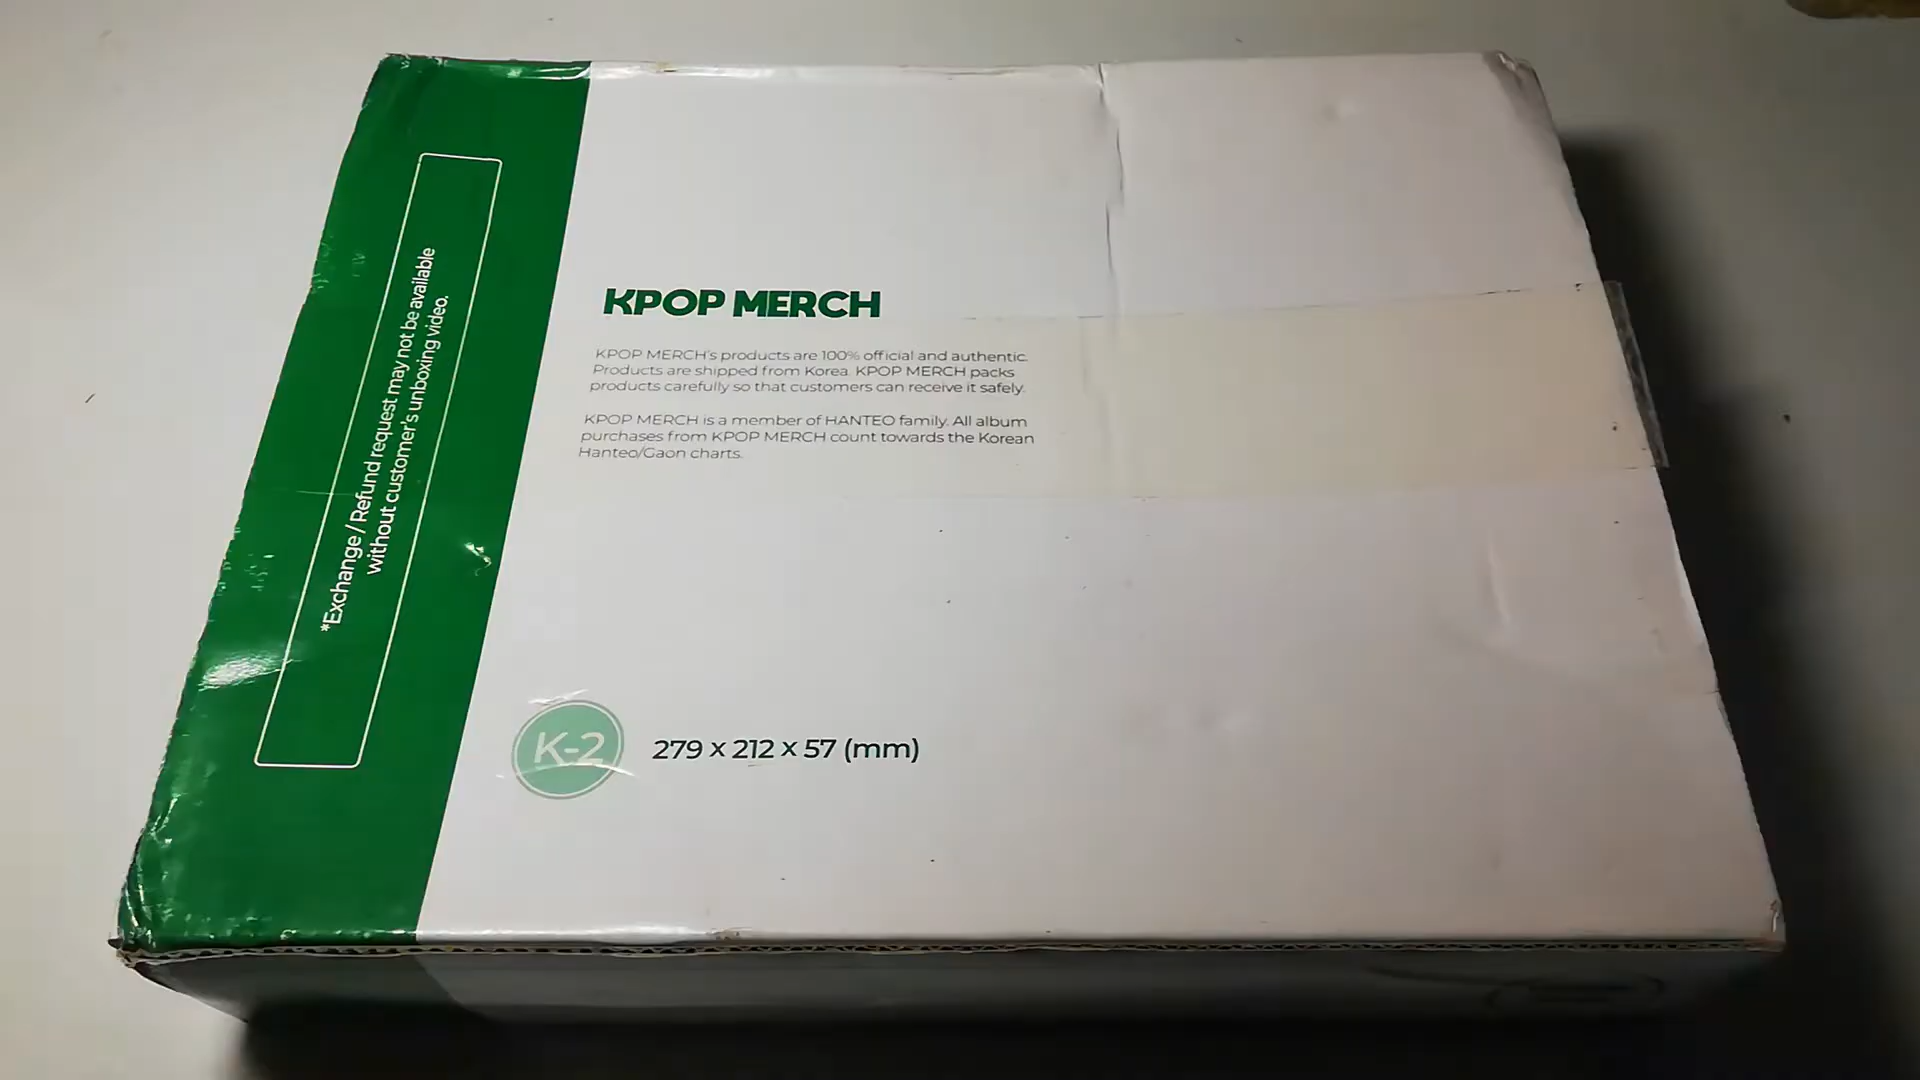 *Exchange / Refund request may not be available
without customer's unboxing video.
KPOP MERCH
KPOP MERCH's products are 100% official and authentic.
Products are shipped from Korea. KPOP MERCH packs
products carefully so that customers can receive it safely.
KPOP MERCH is a member of HANTEO family. All album
purchases from KPOP MERCH count towards the Korean
Hanteo/Gaon charts.
K-2
279 x 212 x 57 (mm)